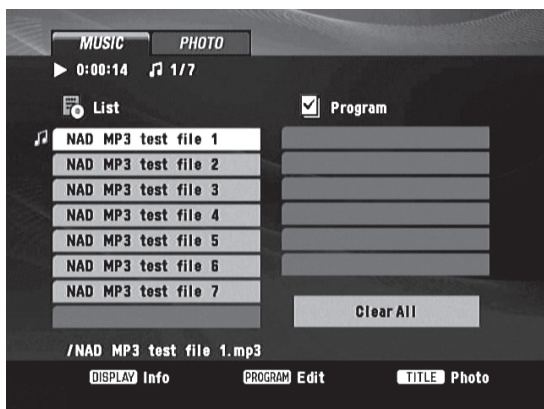 MUSIC PHOTO
0:00:14 1/7
List
NAD MP3 test file 1
NAD MP3 test file 2
NAD MP3 test file 3
NAD MP3 test file 4
NAD MP3 test file 5
NAD MP3 test file 6
NAD MP3 test file 7
Program
Clear All
/NAD MP3 test file 1.mp3
DISPLAY Info PROGRAM Edit TITLE Photo